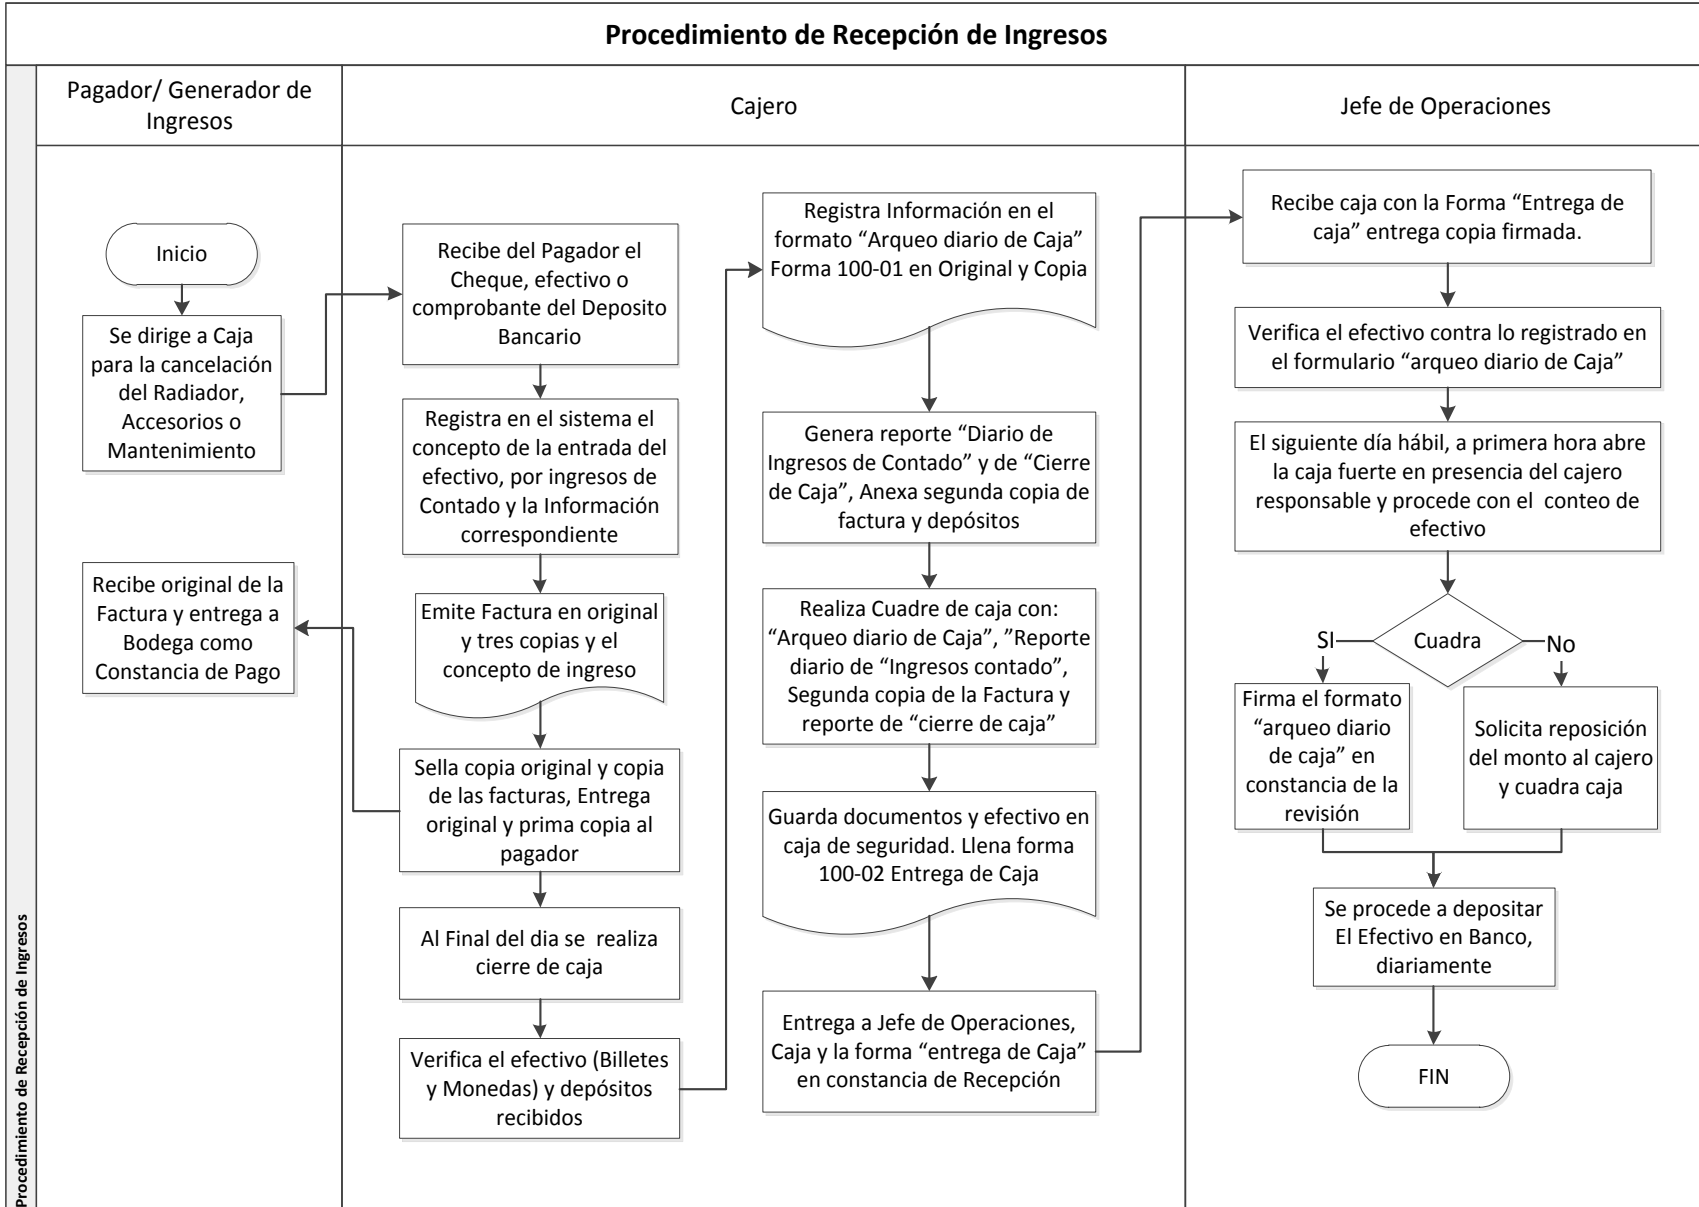 Procedimiento de Recepción de Ingresos
Procedimiento de Recepción de Ingresos
Pagador/ Generador de
Ingresos
Cajero
Jefe de Operaciones
Inicio
Se dirige a Caja
para la cancelación
del Radiador,
Accesorios o
Mantenimiento
Recibe original de la
Factura y entrega a
Bodega como
Constancia de Pago
Recibe del Pagador el
Cheque, efectivo o
comprobante del Deposito
Bancario
Registra en el sistema el
concepto de la entrada del
efectivo, por ingresos de
Contado y la Información
correspondiente
Emite Factura en original
y tres copias y el
concepto de ingreso
Sella copia original y copia
de las facturas, Entrega
original y prima copia al
pagador
Al Final del dia se  realiza
cierre de caja
Verifica el efectivo (Billetes
y Monedas) y depósitos
recibidos
Registra Información en el
formato “Arqueo diario de Caja”
Forma 100-01 en Original y Copia
Genera reporte “Diario de
Ingresos de Contado” y de “Cierre
de Caja”, Anexa segunda copia de
factura y depósitos
Realiza Cuadre de caja con:
“Arqueo diario de Caja”, ”Reporte
diario de “Ingresos contado”,
Segunda copia de la Factura y
reporte de “cierre de caja”
Guarda documentos y efectivo en
caja de seguridad. Llena forma
100-02 Entrega de Caja
Entrega a Jefe de Operaciones,
Caja y la forma “entrega de Caja”
en constancia de Recepción
Recibe caja con la Forma “Entrega de
caja” entrega copia firmada.
Verifica el efectivo contra lo registrado en
el formulario “arqueo diario de Caja”
El siguiente día hábil, a primera hora abre
la caja fuerte en presencia del cajero
responsable y procede con el  conteo de
efectivo
Cuadra
SI
No
Firma el formato
“arqueo diario
de caja” en
constancia de la
revisión
Solicita reposición
del monto al cajero
y cuadra caja
Se procede a depositar
El Efectivo en Banco,
diariamente
FIN